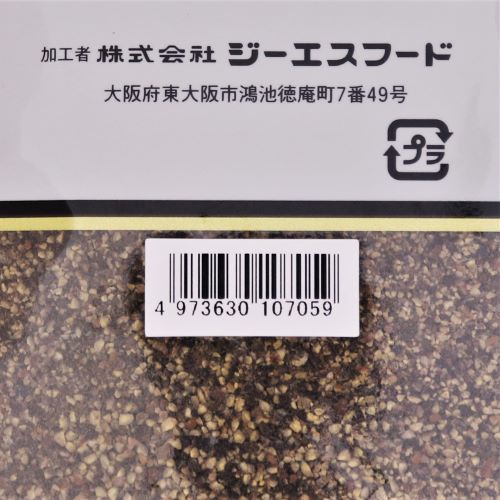 加工者 株式会社 ジーエスフード
大阪府東大阪市鴻池徳庵町7番49号
プラ
4 973630 107059